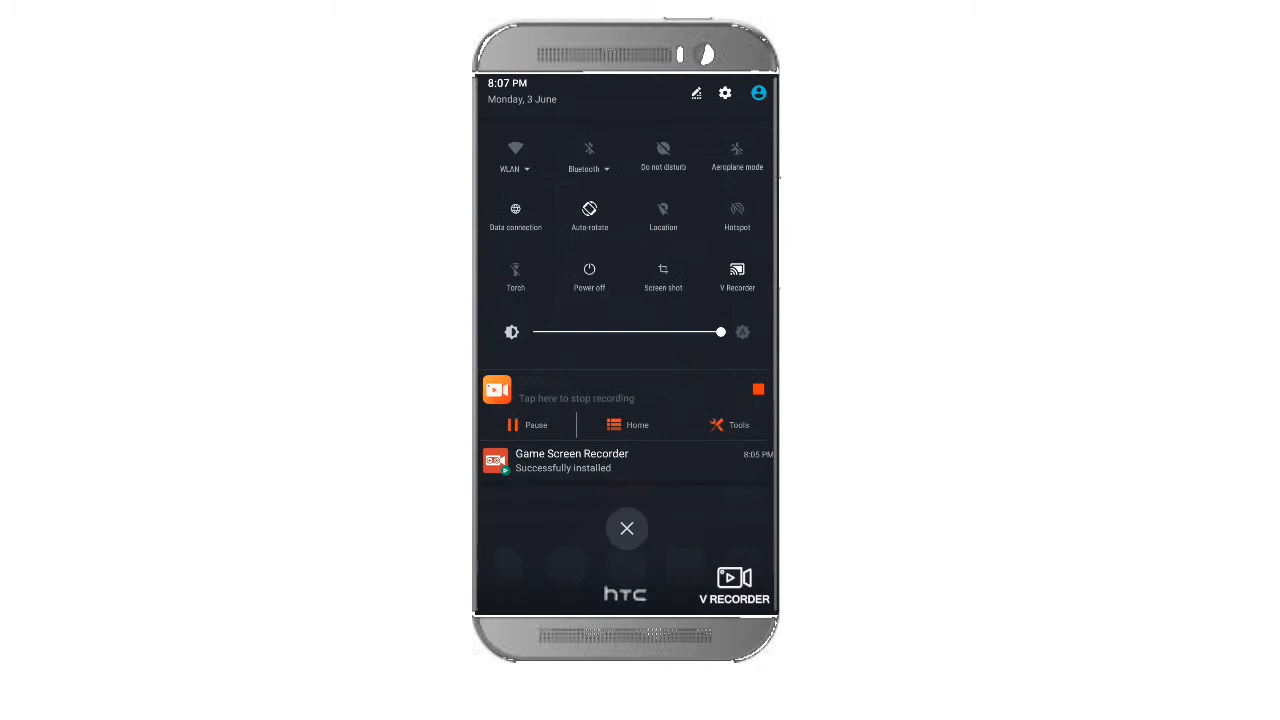 8:07 PM
Monday, 3 June
WLAN
Bluetooth
Do not disturb
Aeroplane mode
Data connection
Auto-rotate
Location
Hotspot
Torch
Power off
Screen shot
V Recorder
Tap here to stop recording
Pause
Home
Tools
Game Screen Recorder
8:05 PM
Successfully installed
hTC
V RECORDER